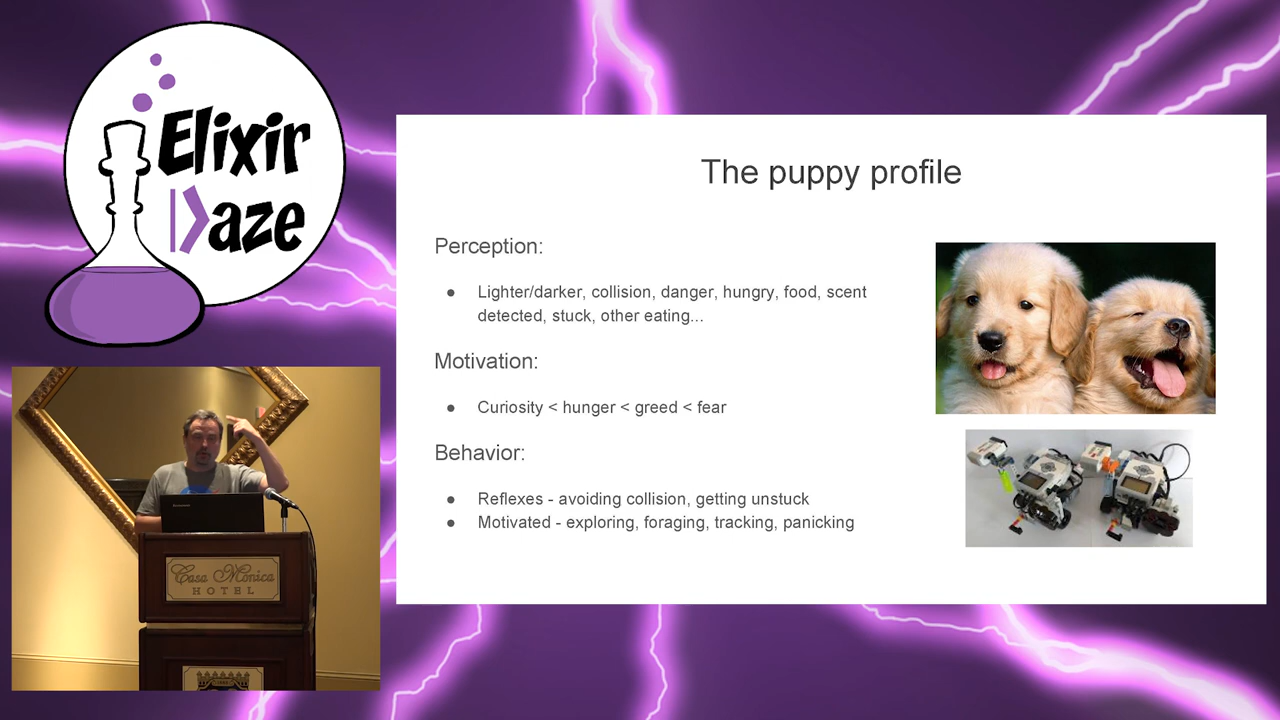 Elixir
Daze
The puppy profile
Perception:
● Lighter/darker, collision, danger, hungry, food, scent
detected, stuck, other eating...
Motivation:
● Curiosity < hunger < greed < fear
Behavior:
● Reflexes - avoiding collision, getting unstuck
● Motivated - exploring, foraging, tracking, panicking
Casa Monica
HOTEL